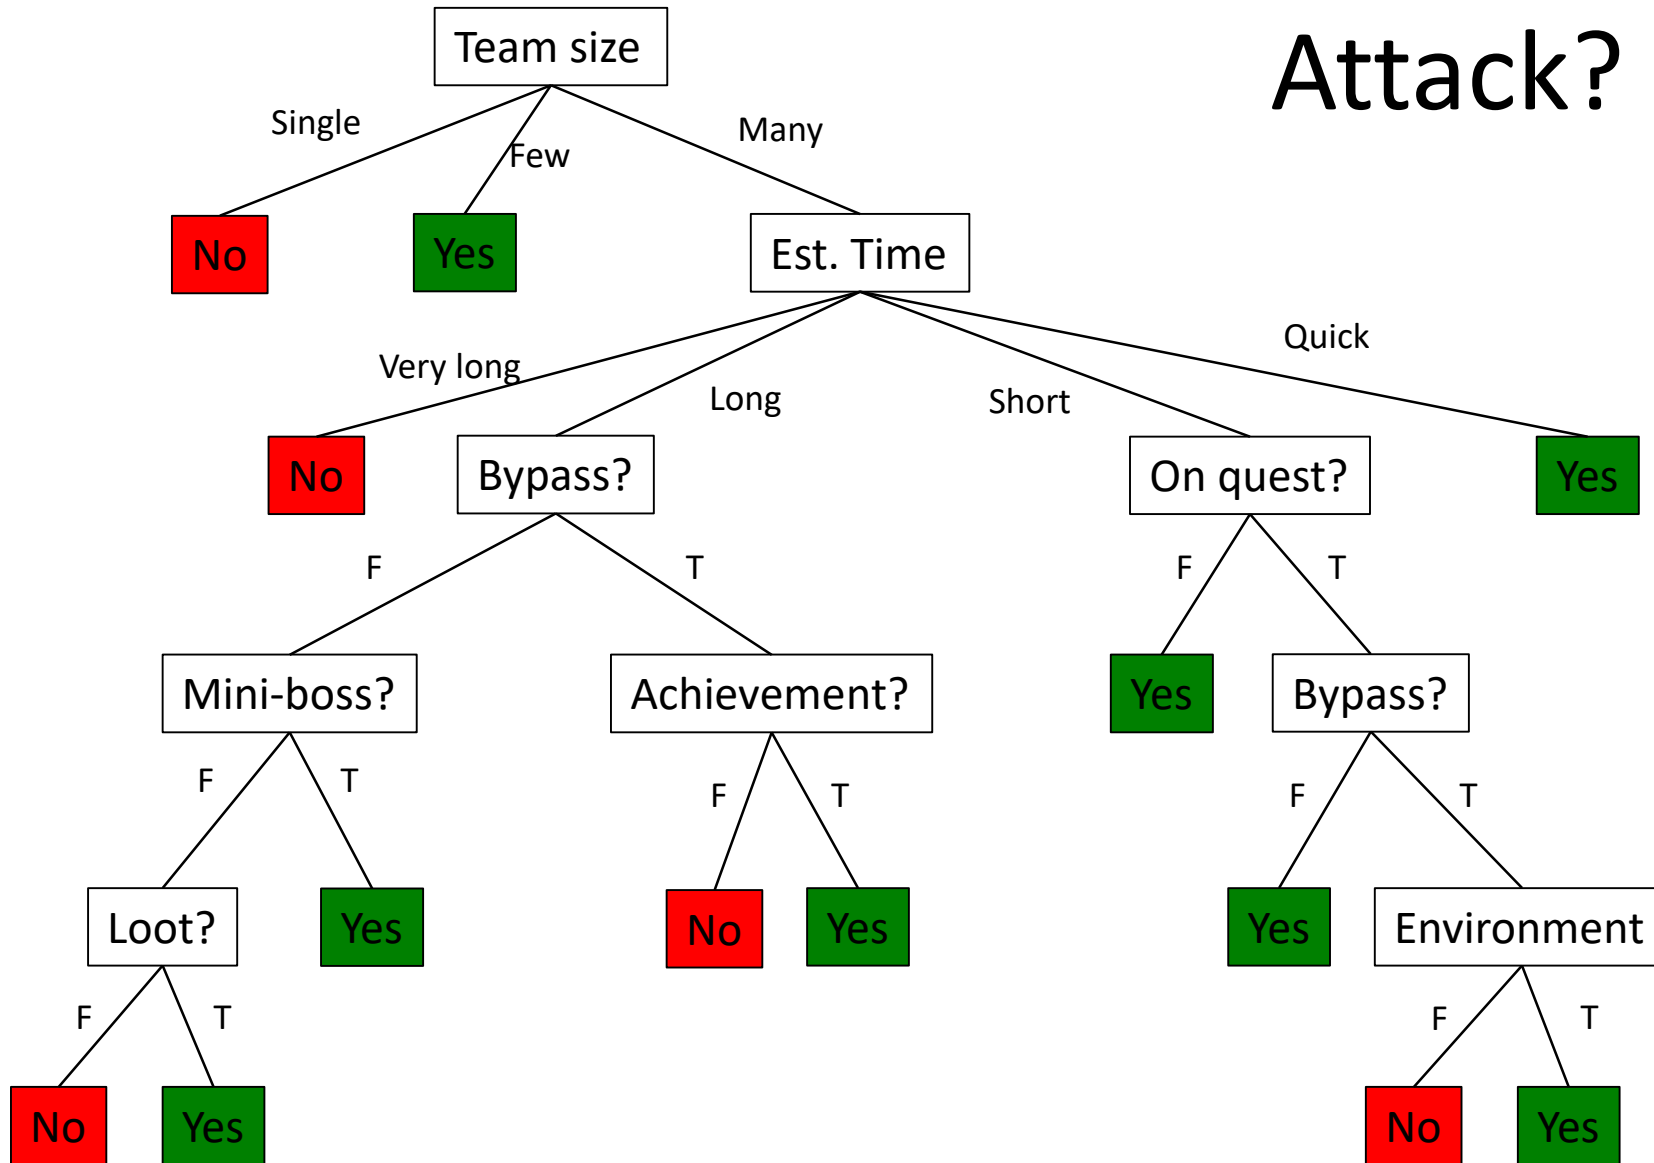 Team size
Attack?
Single
Few
Many
No
Yes
Est. Time
Very long
Long
Short
Quick
No
Bypass?
On quest?
Yes
F
T
F
T
Mini-boss?
Achievement?
Yes
Bypass?
F
T
F
T
F
T
Loot?
Yes
No
Yes
Yes
Environment
F
T
F
T
No
Yes
No
Yes